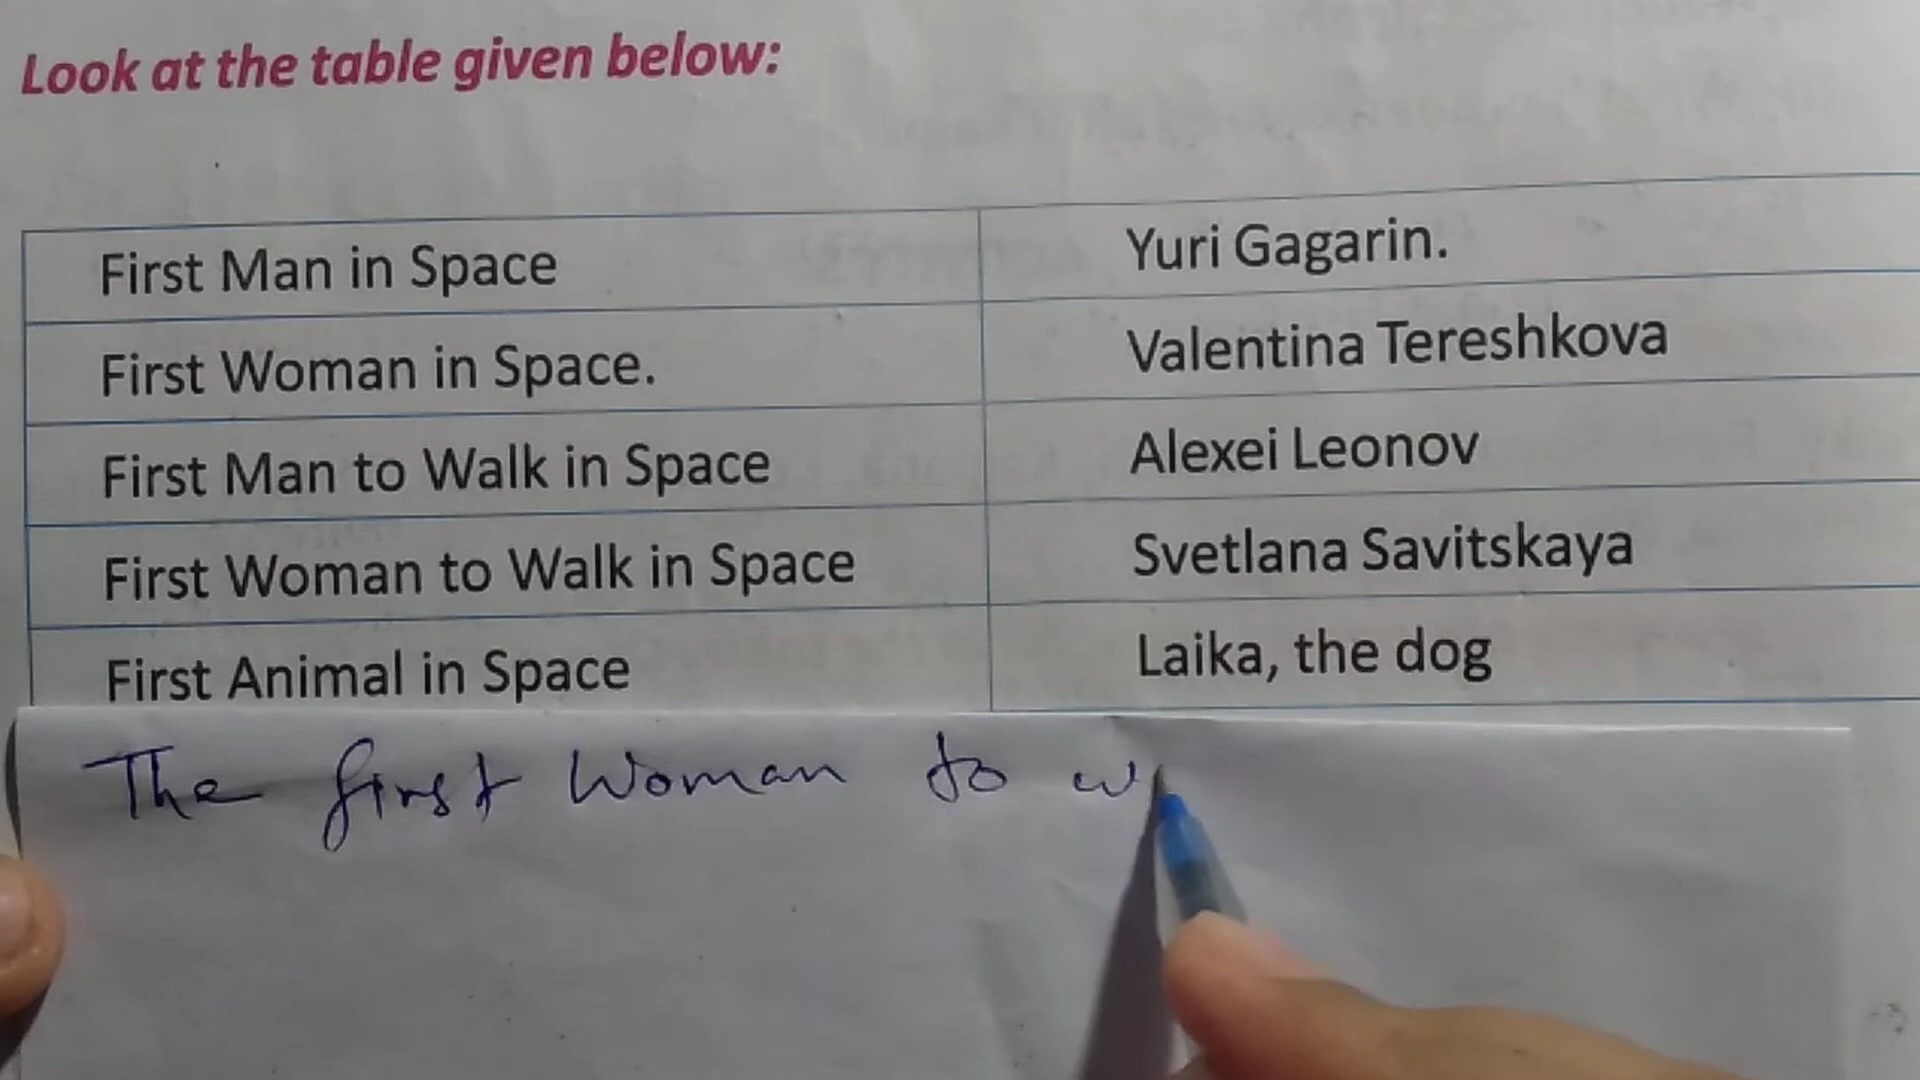 Look at the table given below:
First Man in Space Yuri Gagarin.
First Woman in Space. Valentina Tereshkova
First Man to Walk in Space Alexei Leonov
First Woman to Walk in Space Svetlana Savitskaya
First Animal in Space Laika, the dog
The first Woman to w